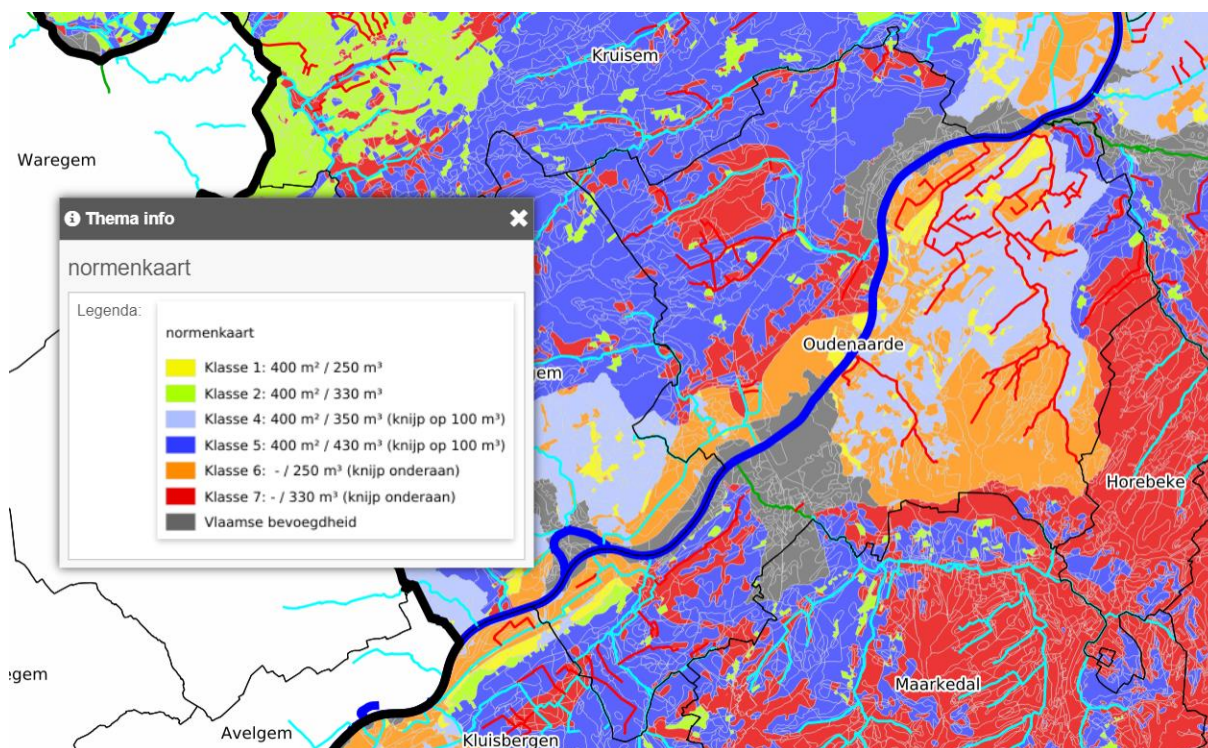 Kruisem
Waregem
Thema info
normenkaart
Legenda:
normenkaart
Klasse 1: 400 m² / 250 m³
Klasse 2: 400 m² / 330 m³
Klasse 4: 400 m² / 350 m³ (knijp op 100 m³)
Klasse 5: 400 m² / 430 m³ (knijp op 100 m³)
Klasse 6:  - / 250 m³ (knijp onderaan)
Klasse 7: - / 330 m³ (knijp onderaan)
Vlaamse bevoegdheid
Oudenaarde
em
Horebeke
egem
Maarkedal
Avelgem
Kluisbergen